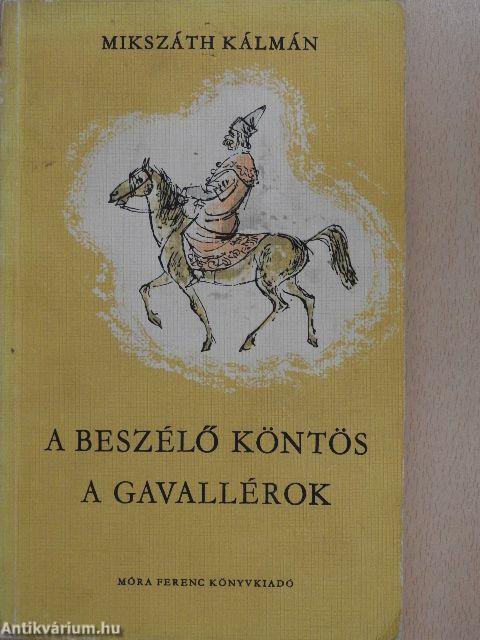 MIKSZÁTH KÁLMÁN
A BESZÉLŐ KÖNTÖS
A GAVALLÉROK
MÓRA FERENC KÖNYVKIADÓ
Antikvárium.hu